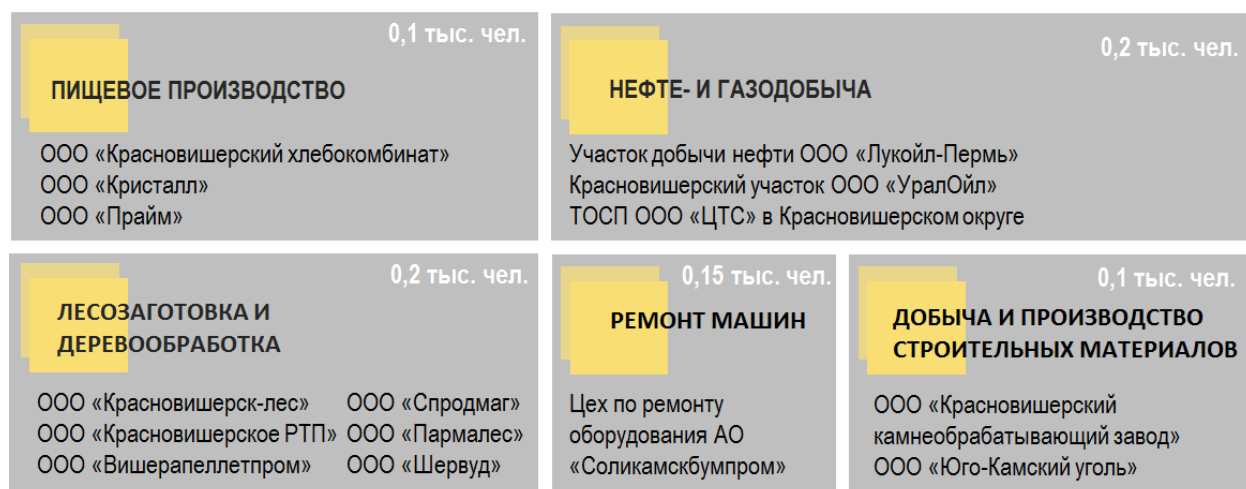 0,1 тыс. чел.
ПИЩЕВОЕ ПРОИЗВОДСТВО
ООО «Красновишерский хлебокомбинат»
ООО «Кристалл»
ООО «Прайм»
0,2 тыс. чел.
НЕФТЕ- И ГАЗОДОБЫЧА
Участок добычи нефти ООО «Лукойл-Пермь»
Красновишерский участок ООО «УралОйл»
ТОСП ООО «ЦТС» в Красновишерском округе
0,2 тыс. чел.
ЛЕСОЗАГОТОВКА И
ДЕРЕВООБРАБОТКА
ООО «Красновишерск-лес»
ООО «Красновишерское РТП»
ООО «Вишерапеллетпром»
ООО «Спродмаг»
ООО «Пармалес»
ООО «Шервуд»
0,15 тыс. чел.
РЕМОНТ МАШИН
Цех по ремонту
оборудования АО
«Соликамскбумпром»
0,1 тыс. чел.
ДОБЫЧА И ПРОИЗВОДСТВО
СТРОИТЕЛЬНЫХ МАТЕРИАЛОВ
ООО «Красновишерский
камнеобрабатывающий завод»
ООО «Юго-Камский уголь»